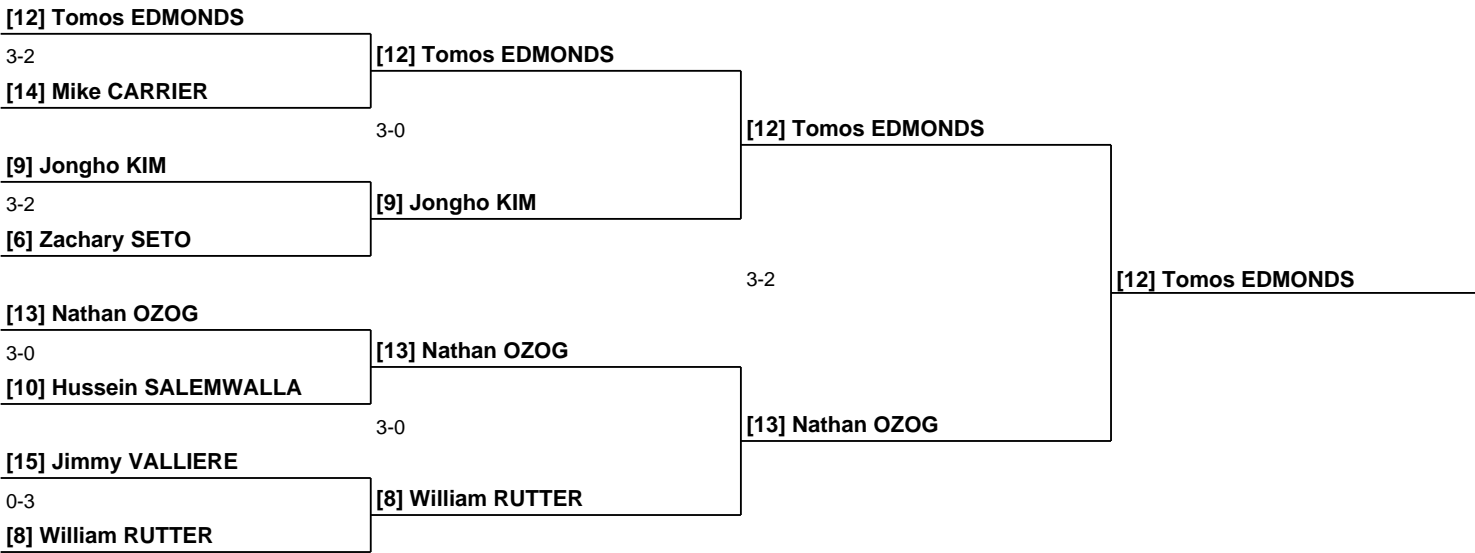 [12] Tomos EDMONDS
3-2
[12] Tomos EDMONDS
[14] Mike CARRIER
3-0
[12] Tomos EDMONDS
[9] Jongho KIM
3-2
[9] Jongho KIM
[6] Zachary SETO
3-2
[12] Tomos EDMONDS
[13] Nathan OZOG
3-0
[13] Nathan OZOG
[10] Hussein SALEMWALLA
3-0
[13] Nathan OZOG
[15] Jimmy VALLIERE
0-3
[8] William RUTTER
[8] William RUTTER